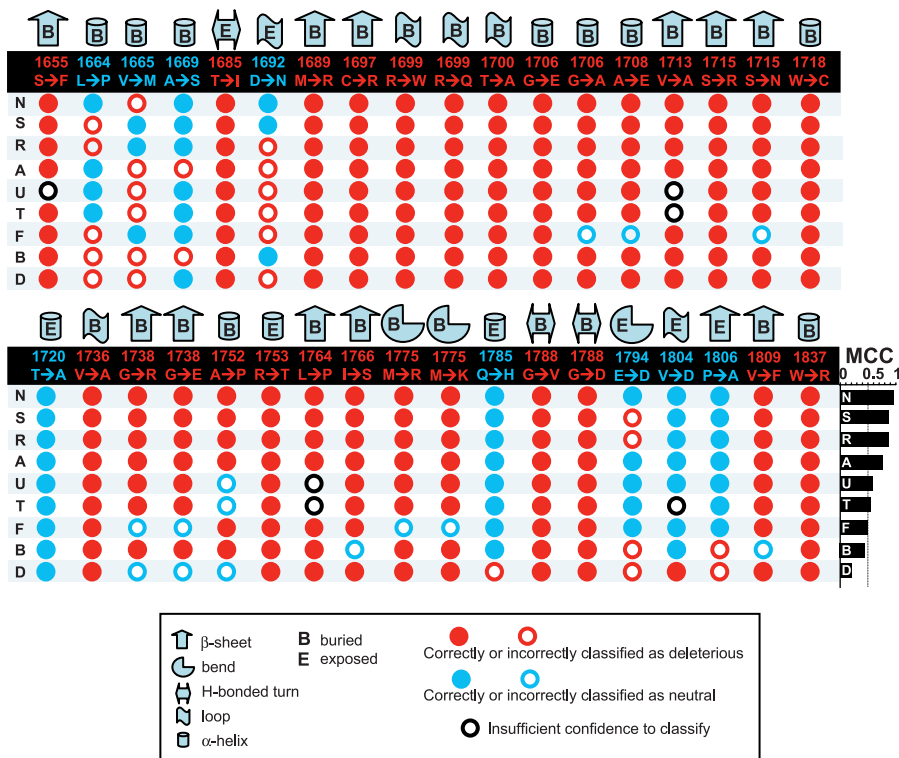 B B B B E E B B B B B B B B B B B B
1655 1664 1665 1669 1685 1692 1689 1697 1699 1699 1700 1706 1706 1708 1713 1715 1715 1718
S→F L→P V→M A→S T→I D→N M→R C→R R→W R→Q T→A G→E G→A A→E V→A S→R S→N W→C
N
S
R
A
U
T
F
B
D
E B B B B E B B B B E B B E E E B B
1720 1736 1738 1738 1752 1753 1764 1766 1775 1775 1785 1788 1788 1794 1804 1806 1809 1837 MCC
T→A V→A G→R G→E A→P R→T L→P I→S M→R M→K Q→H G→V G→D E→D V→D P→A V→F W→R 0 0.5 1
N N
S S
R R
A A
U U
T T
F F
B B
D D
β-sheet B buried
bend E exposed Correctly or incorrectly classified as deleterious
H-bonded turn
loop Correctly or incorrectly classified as neutral
α-helix Insufficient confidence to classify